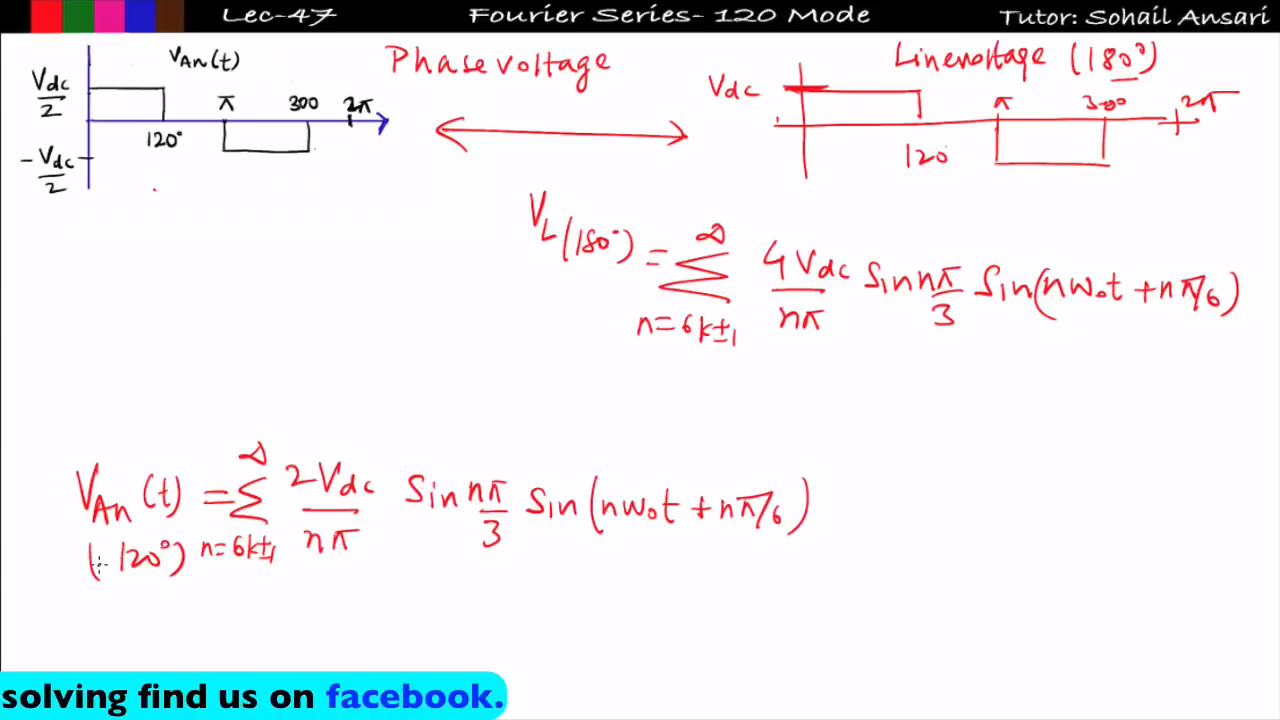 Lec-47 Fourier Series- 120 Mode Tutor: Sohail Ansari
VAn(t) Phase voltage Line voltage (180°)
Vdc/2 π 300 2π 120°
-Vdc/2
Vdc π 300 2π 120
VL(180°) = ∞ Σ n=6k±1 4Vdc/nπ Sin nπ/3 Sin(nω₀t + nπ/6)
VAn(t) = ∞ Σ n=6k±1 2Vdc/nπ Sin nπ/3 Sin(nω₀t + nπ/6)
(120°)
solving find us on facebook.